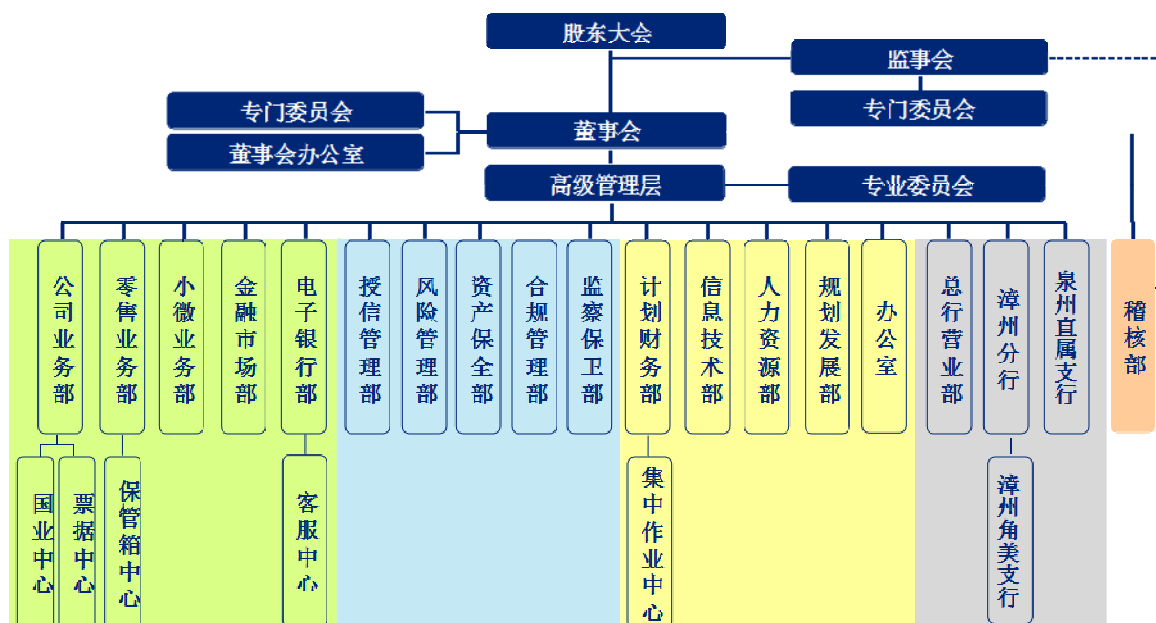 股东大会
监事会
专门委员会
专门委员会
董事会
董事会办公室
高级管理层
专业委员会
公司业务部
零售业务部
小微业务部
金融市场部
电子银行部
授信管理部
风险管理部
资产保全部
合规管理部
监察保卫部
计划财务部
信息技术部
人力资源部
规划发展部
办公室
总行营业部
漳州分行
泉州直属支行
稽核部
国业中心
票据中心
保管箱中心
客服中心
集中作业中心
漳州角美支行